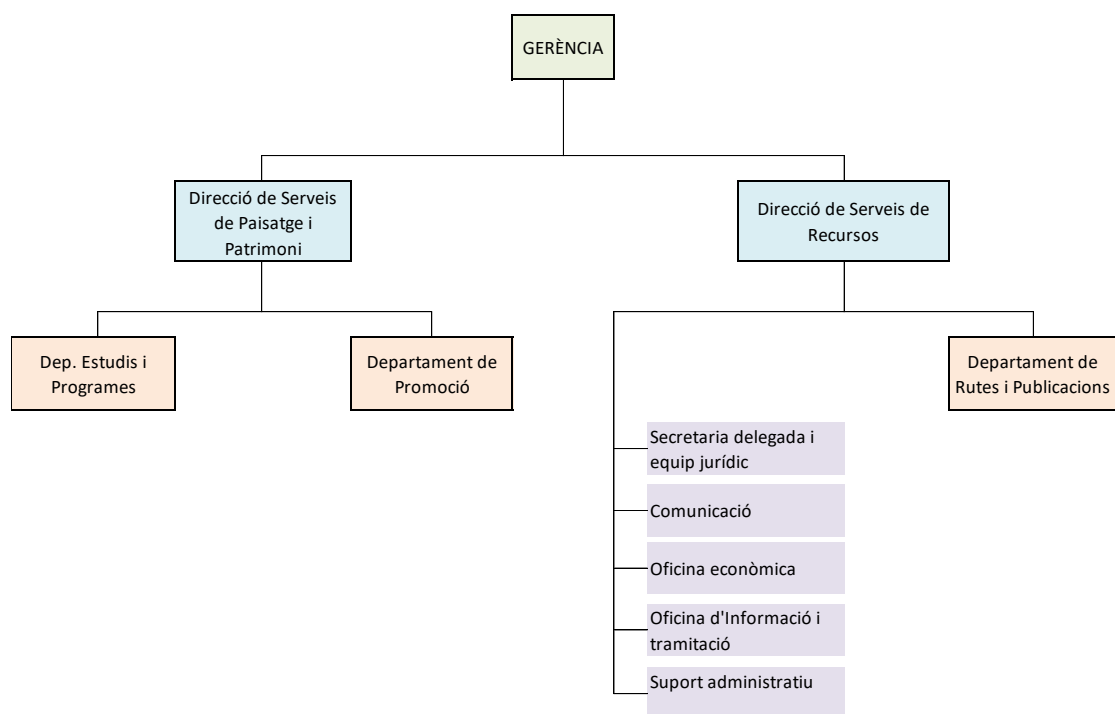 GERÈNCIA
Direcció de Serveis
de Paisatge i
Patrimoni
Direcció de Serveis de
Recursos
Dep. Estudis i
Programes
Departament de
Promoció
Departament de
Rutes i Publicacions
Secretaria delegada i
equip jurídic
Comunicació
Oficina econòmica
Oficina d'Informació i
tramitació
Suport administratiu